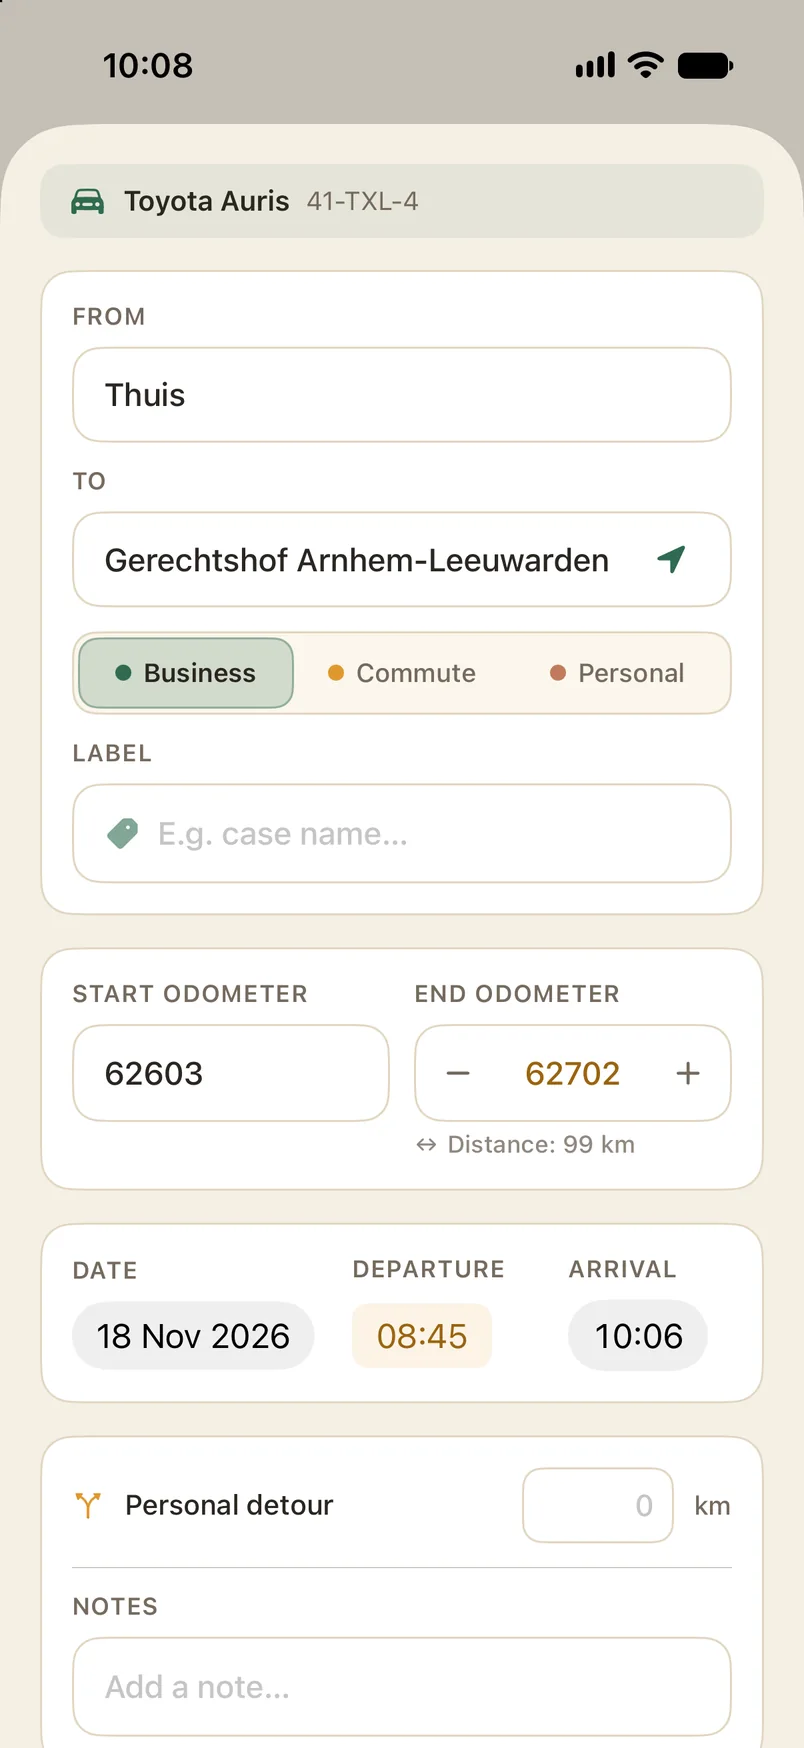 10:08
Toyota Auris 41-TXL-4
FROM
Thuis
TO
Gerechtshof Arnhem-Leeuwarden
Business Commute Personal
LABEL
E.g. case name...
START ODOMETER END ODOMETER
62603 − 62702 +
↔ Distance: 99 km
DATE DEPARTURE ARRIVAL
18 Nov 2026 08:45 10:06
Personal detour 0 km
NOTES
Add a note...